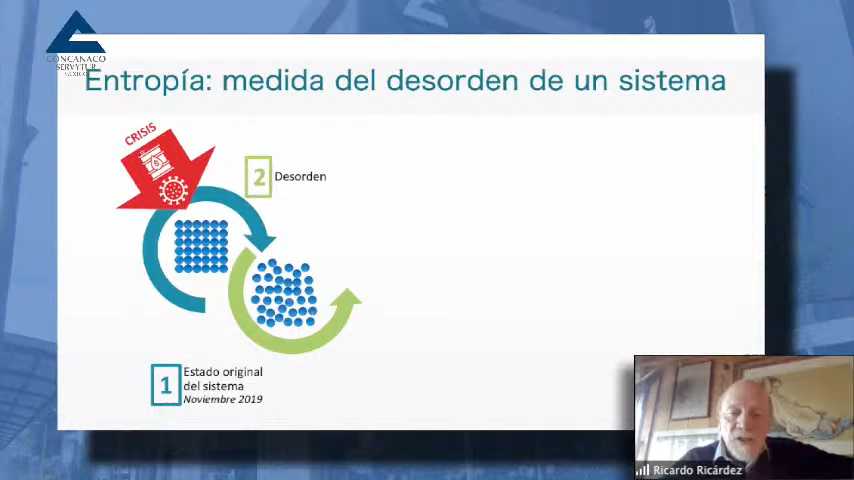 CONCANACO
SERVYTUR
MÉXICO
Entropía: medida del desorden de un sistema
CRISIS
2 Desorden
1 Estado original
del sistema
Noviembre 2019
Ricardo Ricárdez